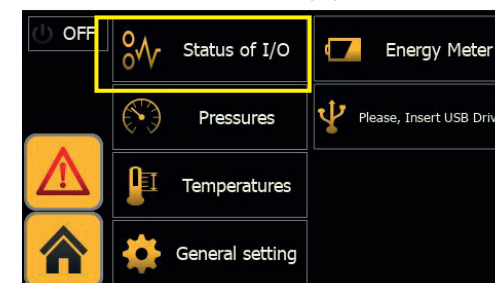 OFF
Status of I/O
Energy Meter
Pressures
Please, Insert USB Driv
Temperatures
General setting